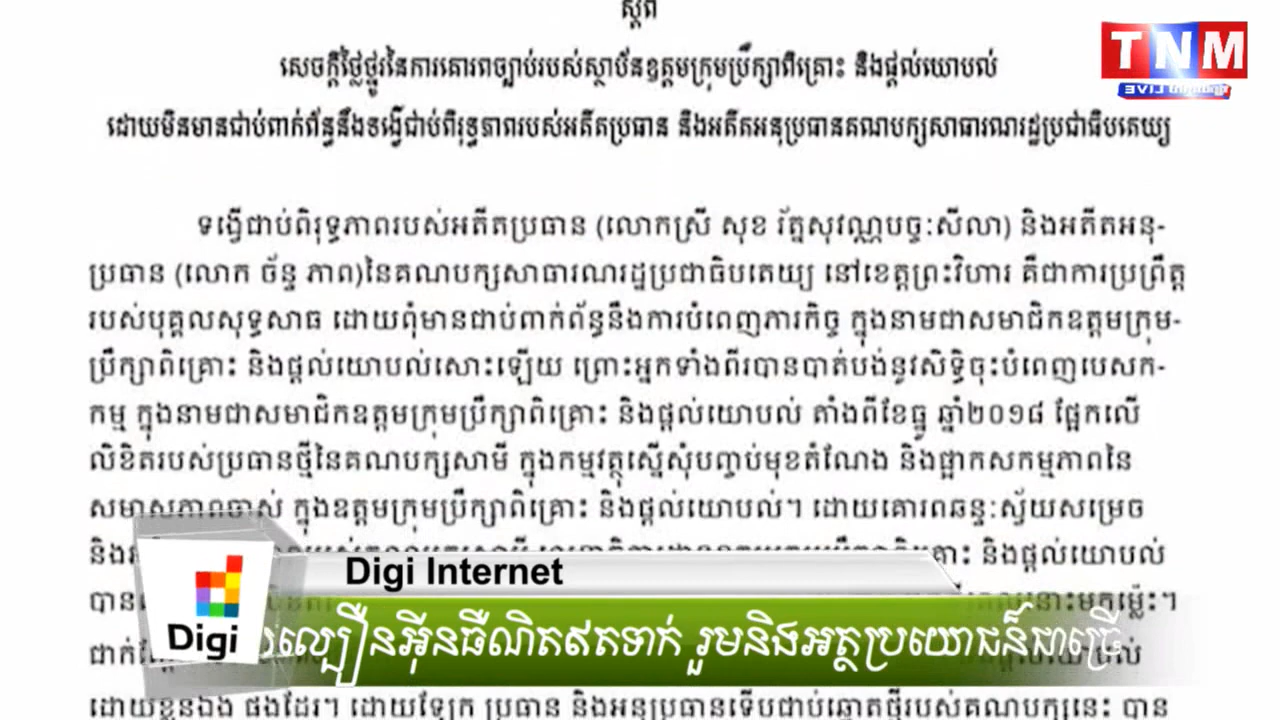 ស្តីពី
សេចក្តីថ្លៃថ្នូរនៃការគោរពច្បាប់របស់ស្ថាប័នឧត្តមក្រុមប្រឹក្សាពិគ្រោះ និងផ្តល់យោបល់
ដោយមិនមានជាប់ពាក់ព័ន្ធនឹងទង្វើជាប់ពិរុទ្ធភាពរបស់អតីតប្រធាន និងអតីតអនុប្រធានគណបក្សសាធារណរដ្ឋប្រជាធិបតេយ្យ
ទង្វើជាប់ពិរុទ្ធភាពរបស់អតីតប្រធាន (លោកស្រី សុខ រ័ត្នសុវណ្ណបច្ចៈសីលា) និងអតីតអនុ-
ប្រធាន (លោក ច័ន្ទ ភាព)នៃគណបក្សសាធារណរដ្ឋប្រជាធិបតេយ្យ នៅខេត្តព្រះវិហារ គឺជាការប្រព្រឹត្ត
របស់បុគ្គលសុទ្ធសាធ ដោយពុំមានជាប់ពាក់ព័ន្ធនឹងការបំពេញភារកិច្ច ក្នុងនាមជាសមាជិកឧត្តមក្រុម-
ប្រឹក្សាពិគ្រោះ និងផ្តល់យោបល់សោះឡើយ ព្រោះអ្នកទាំងពីរបានបាត់បង់នូវសិទ្ធិចុះបំពេញបេសក-
កម្ម ក្នុងនាមជាសមាជិកឧត្តមក្រុមប្រឹក្សាពិគ្រោះ និងផ្តល់យោបល់ តាំងពីខែធ្នូ ឆ្នាំ២០១៨ ផ្អែកលើ
លិខិតរបស់ប្រធានថ្មីនៃគណបក្សសាមី ក្នុងកម្មវត្ថុស្នើសុំបញ្ចប់មុខតំណែង និងផ្អាកសកម្មភាពនៃ
សមាសភាពចាស់ ក្នុងឧត្តមក្រុមប្រឹក្សាពិគ្រោះ និងផ្តល់យោបល់។ ដោយគោរពឆន្ទៈស្វ័យសម្រេច
និងផ្តល់យោបល់
បាន
ដោយខ្លួនឯង ផងដែរ។ ដោយឡែក ប្រធាន និងអនុប្រធានទើបជាប់ឆ្នោតថ្មីរបស់គណបក្សនេះ បាន
TNM
LIVE
Digi Internet
Digi
ល្បឿនអ៊ីនធឺណិតឥតទាក់ រួមនិងអត្ថប្រយោជន៍ជាច្រើ